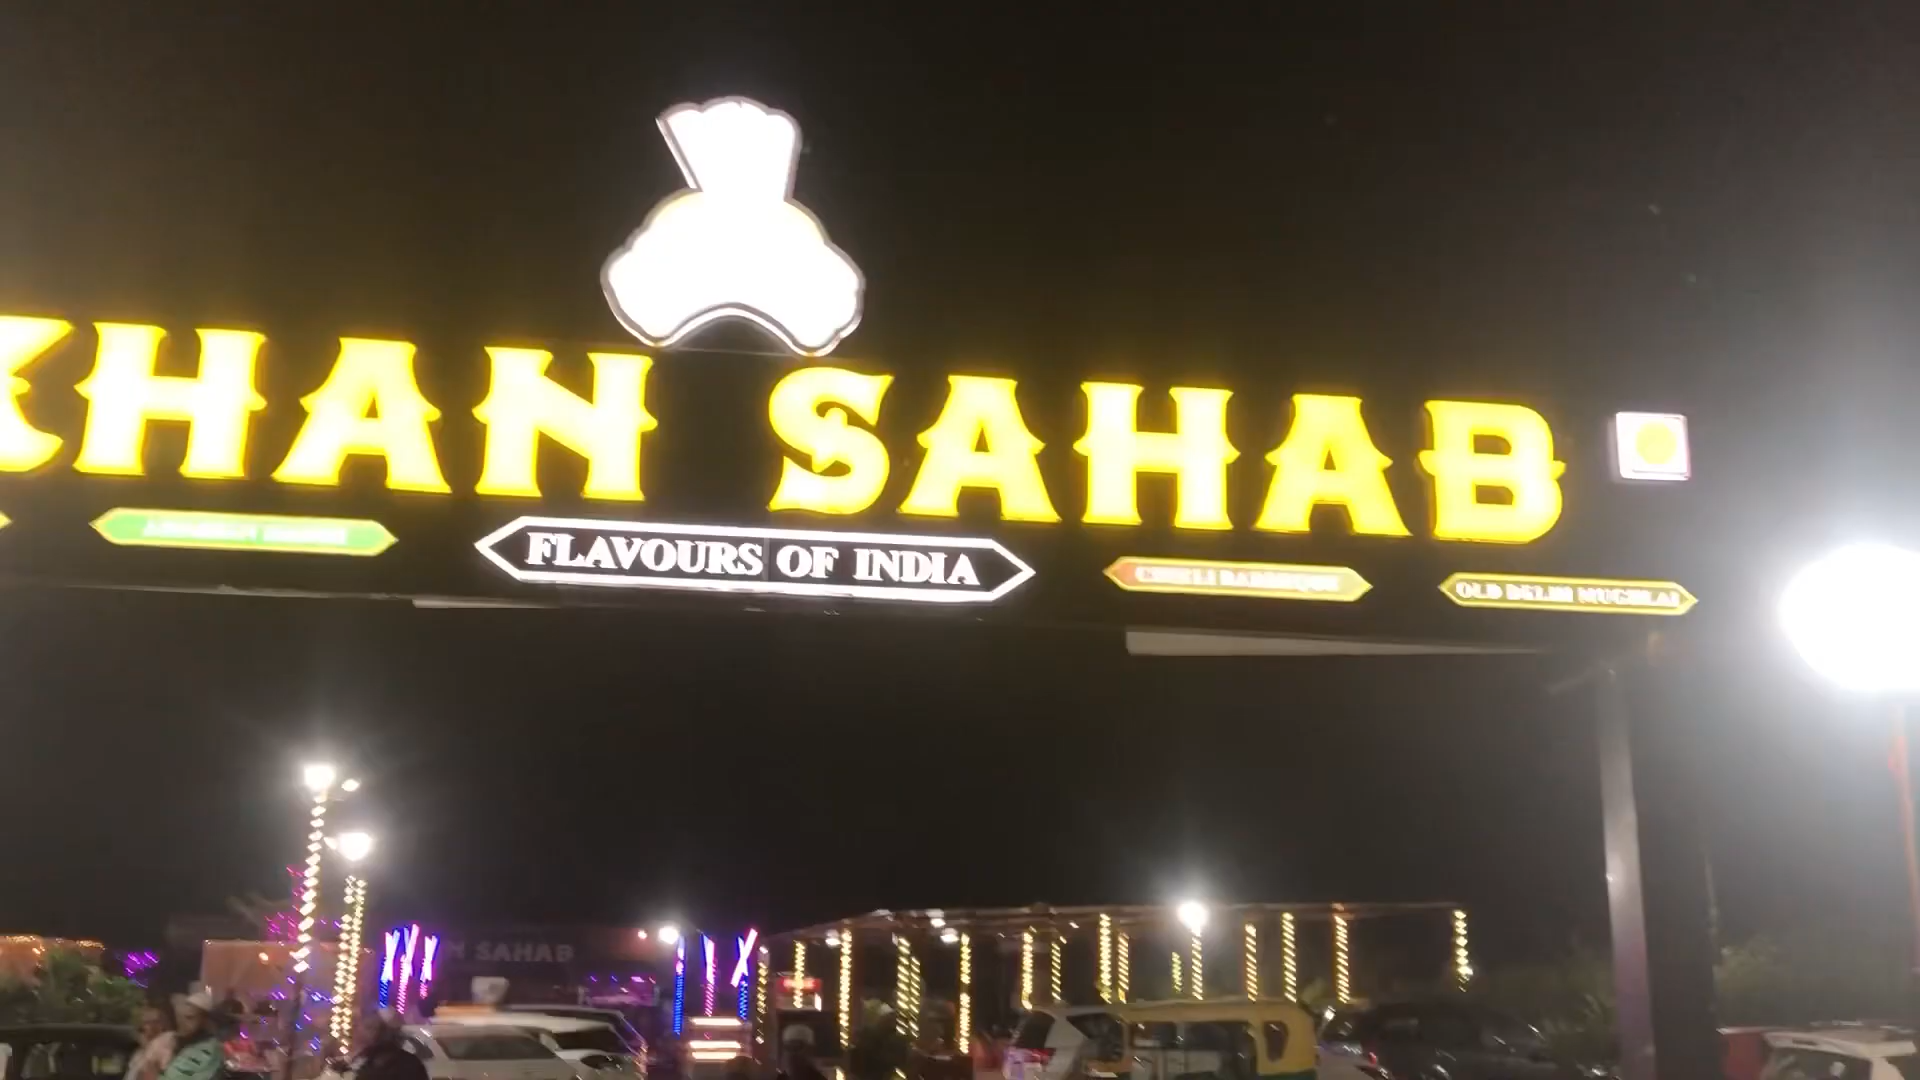 KHAN SAHAB
FLAVOURS OF INDIA
OLD DELHI MUGHLAI
SAHAB